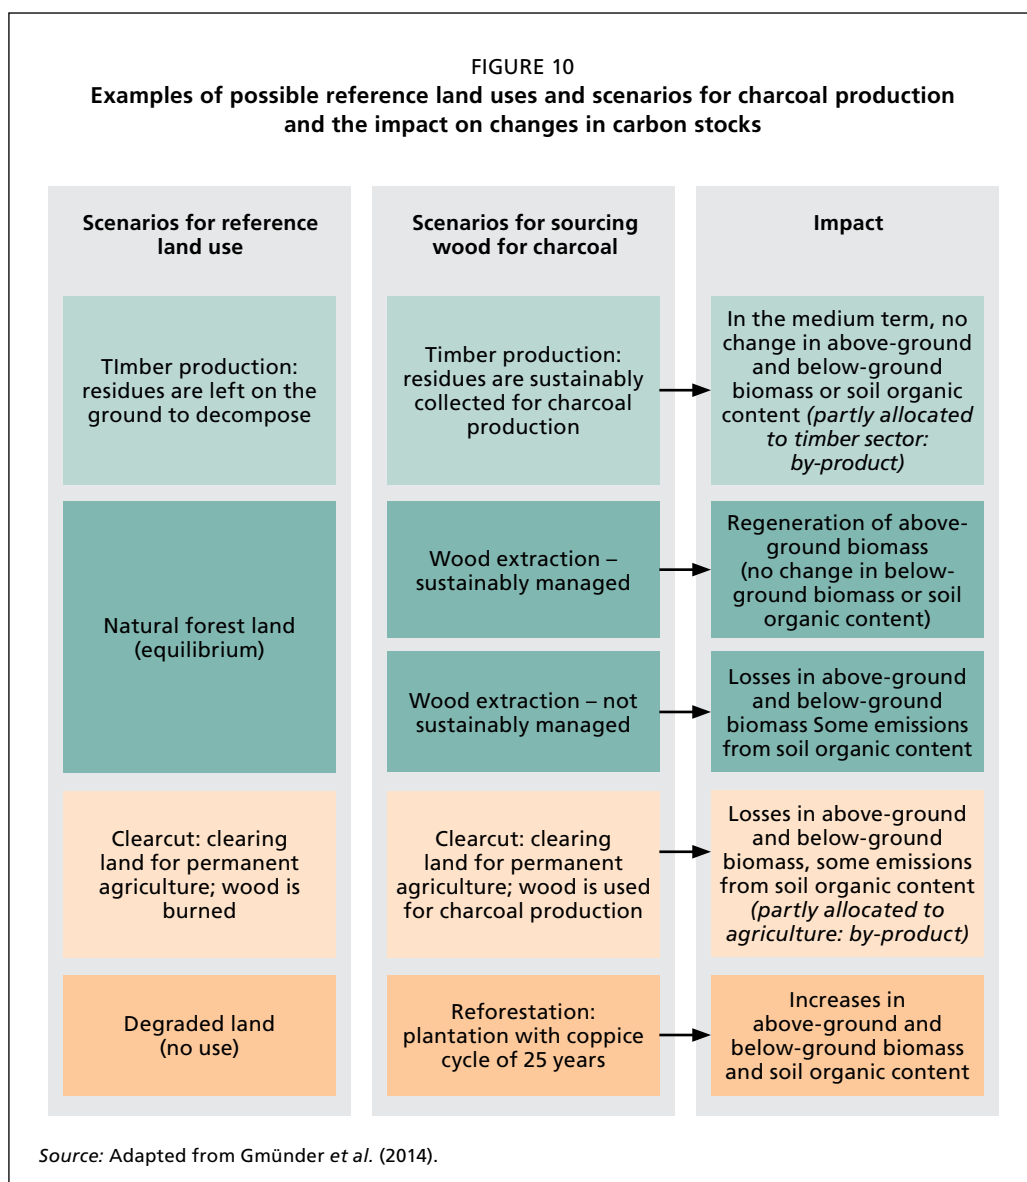 FIGURE 10
Examples of possible reference land uses and scenarios for charcoal production
and the impact on changes in carbon stocks
Scenarios for reference
land use
Scenarios for sourcing
wood for charcoal
Impact
TImber production:
residues are left on the
ground to decompose
Timber production:
residues are sustainably
collected for charcoal
production
In the medium term, no
change in above-ground
and below-ground
biomass or soil organic
content (partly allocated
to timber sector:
by-product)
Natural forest land
(equilibrium)
Wood extraction –
sustainably managed
Regeneration of above-
ground biomass
(no change in below-
ground biomass or soil
organic content)
Wood extraction – not
sustainably managed
Losses in above-ground
and below-ground
biomass Some emissions
from soil organic content
Clearcut: clearing
land for permanent
agriculture; wood is
burned
Clearcut: clearing
land for permanent
agriculture; wood is used
for charcoal production
Losses in above-ground
and below-ground
biomass, some emissions
from soil organic content
(partly allocated to
agriculture: by-product)
Degraded land
(no use)
Reforestation:
plantation with coppice
cycle of 25 years
Increases in
above-ground and
below-ground biomass
and soil organic content
Source: Adapted from Gmünder et al. (2014).